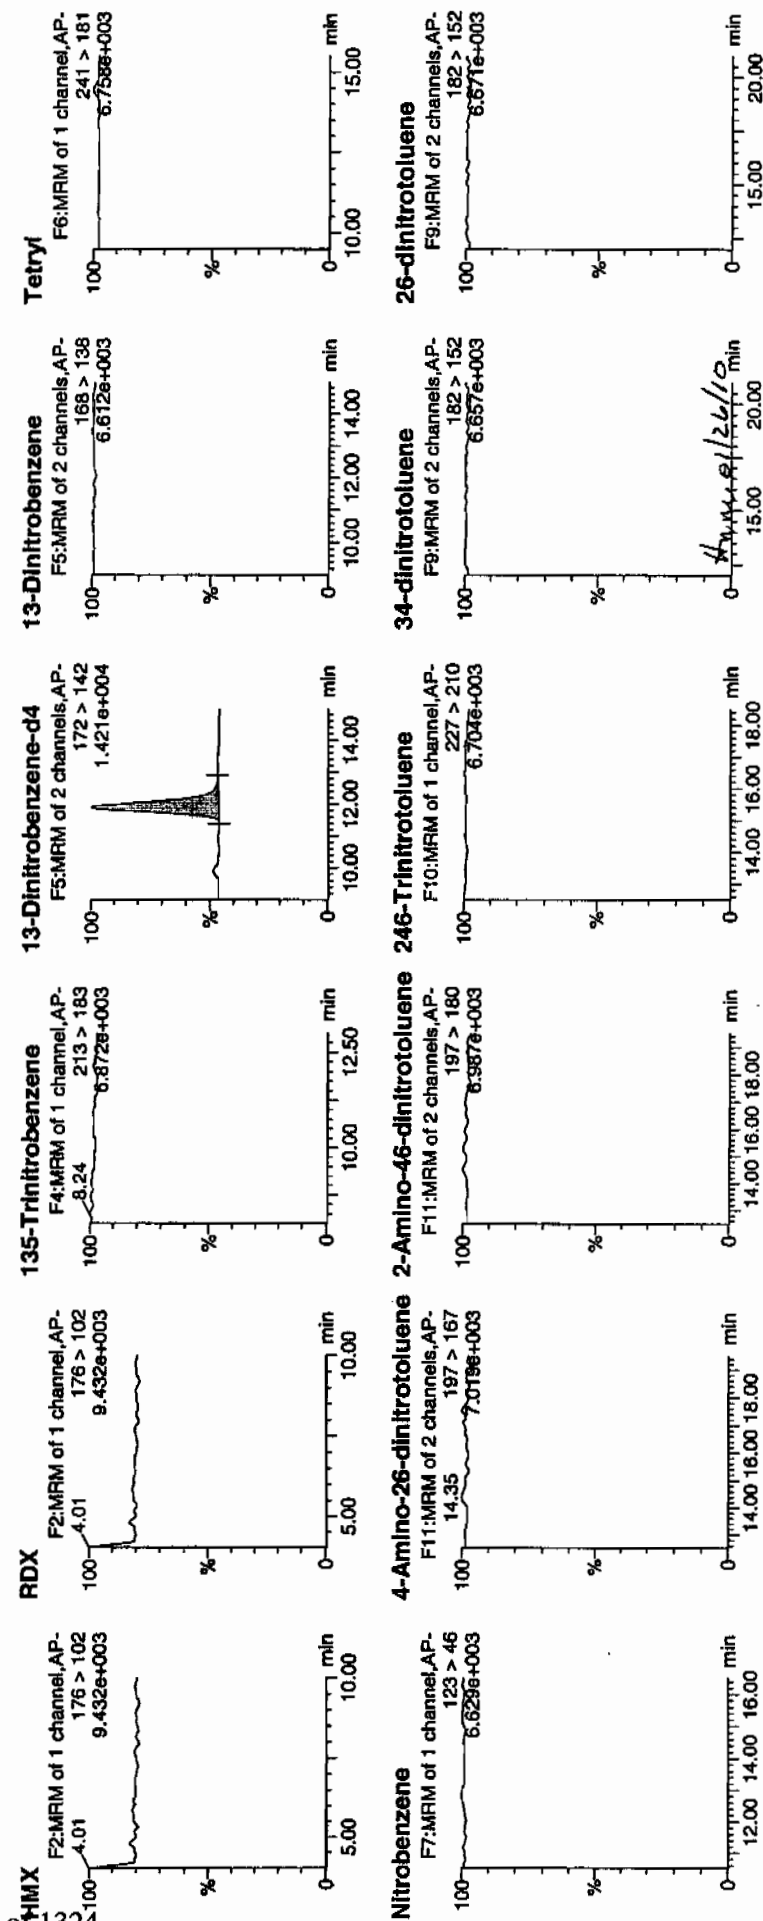 HMX
F2:MRM of 1 channel,AP-
176 > 102
9.432e+003
4.01
100
%
0
5.00
10.00
min
RDX
F2:MRM of 1 channel,AP-
176 > 102
9.432e+003
4.01
100
%
0
5.00
10.00
min
135-Trinitrobenzene
F4:MRM of 1 channel,AP-
213 > 183
6.872e+003
8.24
100
%
0
10.00
12.50
min
13-Dinitrobenzene-d4
F5:MRM of 2 channels,AP-
172 > 142
1.421e+004
100
%
0
10.00
12.00
14.00
min
13-Dinitrobenzene
F5:MRM of 2 channels,AP-
168 > 138
6.612e+003
100
%
0
10.00
12.00
14.00
min
Tetryl
F6:MRM of 1 channel,AP-
241 > 181
6.758e+003
100
%
0
10.00
15.00
min
Nitrobenzene
F7:MRM of 1 channel,AP-
123 > 46
6.629e+003
100
%
0
12.00
14.00
16.00
min
4-Amino-26-dinitrotoluene
F11:MRM of 2 channels,AP-
197 > 167
7.019e+003
14.35
100
%
0
14.00
16.00
18.00
min
2-Amino-46-dinitrotoluene
F11:MRM of 2 channels,AP-
197 > 180
6.987e+003
100
%
0
14.00
16.00
18.00
min
246-Trinitrotoluene
F10:MRM of 1 channel,AP-
227 > 210
6.704e+003
100
%
0
14.00
16.00
18.00
min
34-dinitrotoluene
F9:MRM of 2 channels,AP-
182 > 152
6.657e+003
100
%
0
15.00
20.00
min
01/26/10
26-dinitrotoluene
F9:MRM of 2 channels,AP-
182 > 152
6.671e+003
100
%
0
15.00
20.00
min
1324